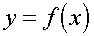 y = f(x)